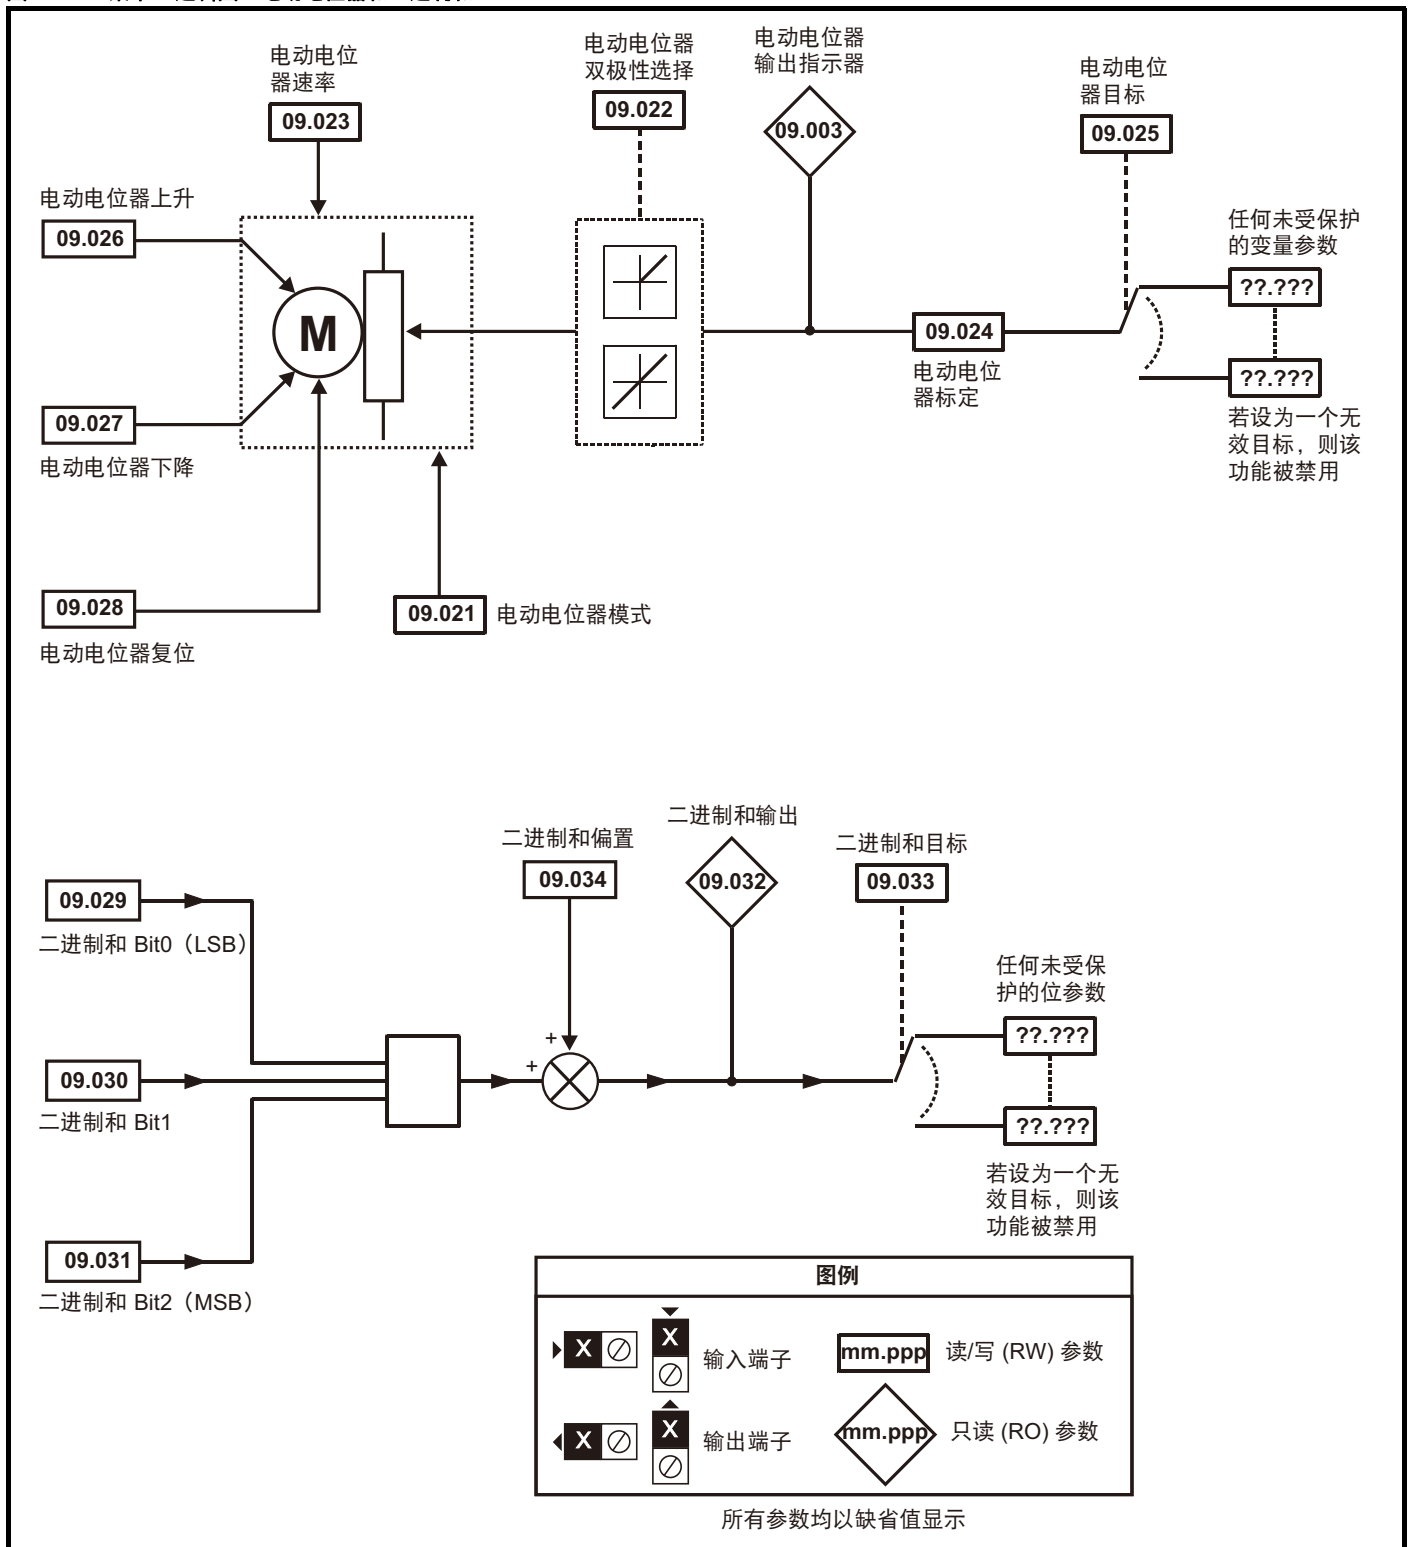 电动电位
器速率
09.023
电动电位器
双极性选择
09.022
电动电位器
输出指示器
09.003
电动电位
器目标
09.025
电动电位器上升
09.026
任何未受保护
的变量参数
??.???
M
09.024
电动电位
器标定
??.???
若设为一个无
效目标，则该
功能被禁用
09.027
电动电位器下降
09.028
电动电位器复位
09.021
电动电位器模式
二进制和偏置
09.034
二进制和输出
09.032
二进制和目标
09.033
09.029
二进制和 Bit0（LSB）
任何未受保
护的位参数
??.???
+
+
09.030
二进制和 Bit1
??.???
若设为一个无
效目标，则该
功能被禁用
09.031
二进制和 Bit2（MSB）
图例
X
X
输入端子
mm.ppp
读/写 (RW) 参数
X
X
输出端子
mm.ppp
只读 (RO) 参数
所有参数均以缺省值显示